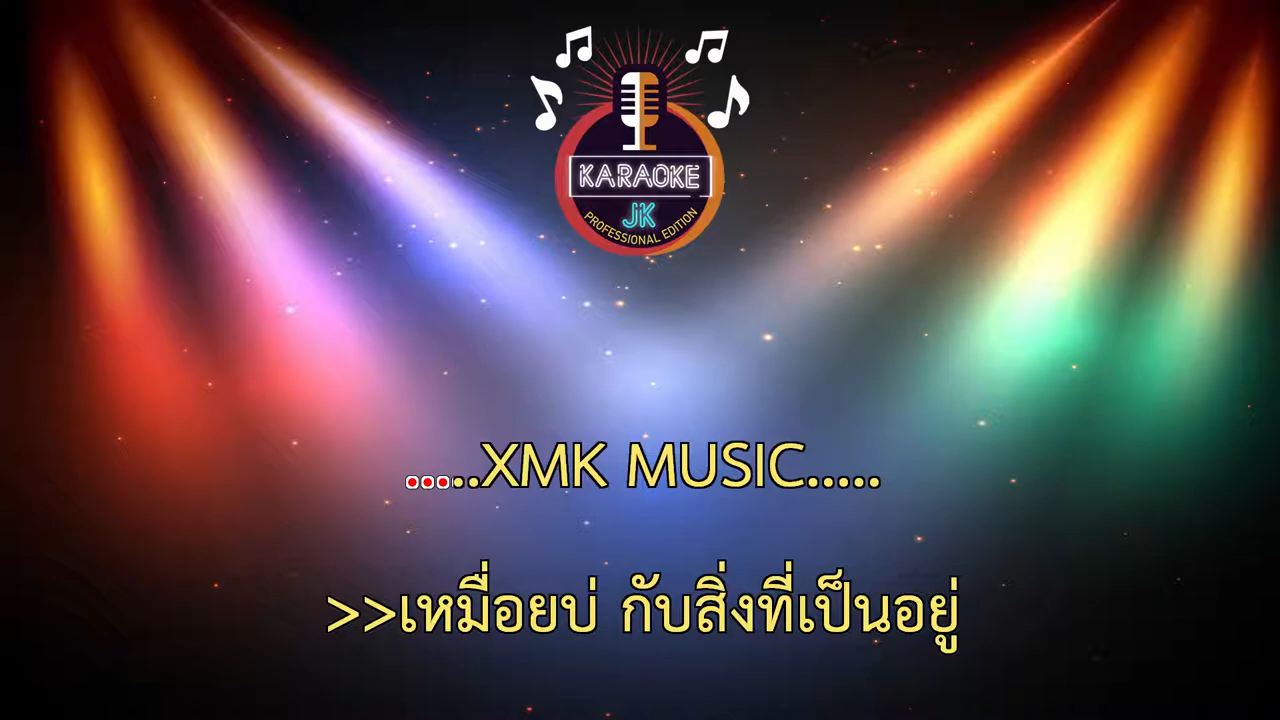 KARAOKE
JK
PROFESSIONAL EDITION
.....XMK MUSIC.....
>>เหมื่อยบ่ กับสิ่งที่เป็นอยู่